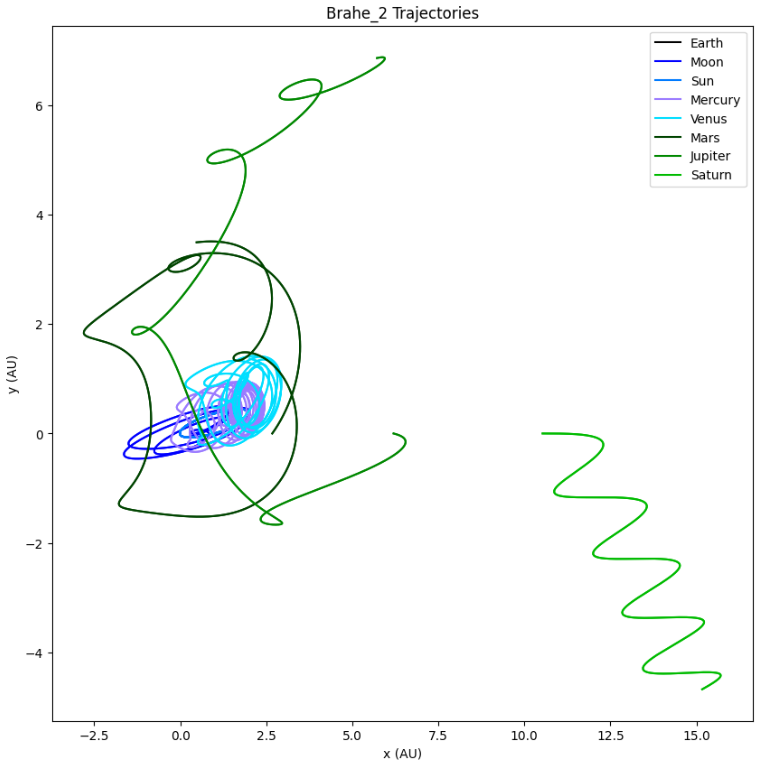 Brahe_2 Trajectories
Earth
Moon
Sun
Mercury
Venus
Mars
Jupiter
Saturn
6
4
2
0
−2
−4
y (AU)
−2.5 0.0 2.5 5.0 7.5 10.0 12.5 15.0
x (AU)